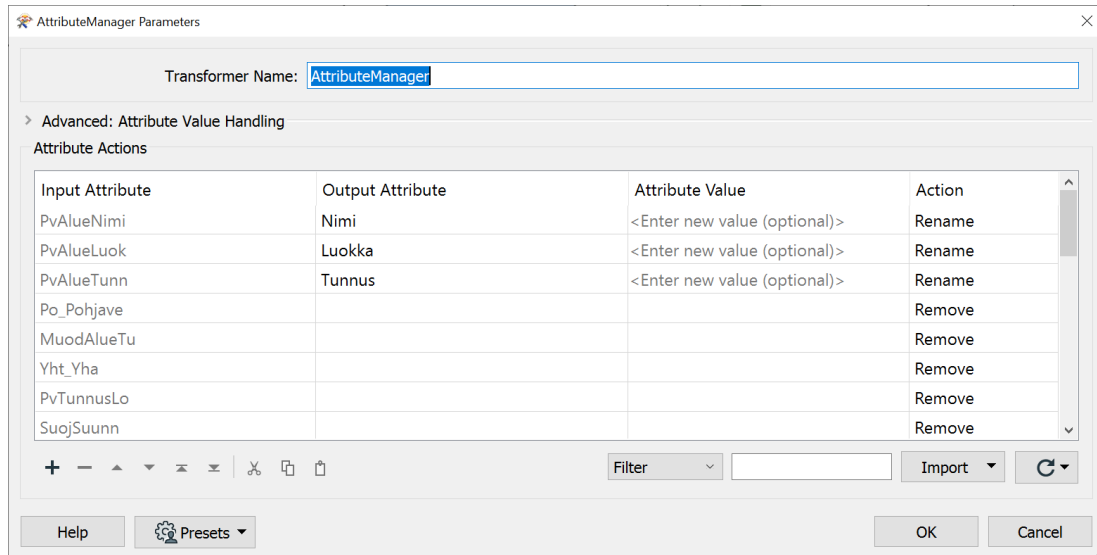 AttributeManager Parameters
Transformer Name: AttributeManager
Advanced: Attribute Value Handling
Attribute Actions
Input Attribute Output Attribute Attribute Value Action
PvAlueNimi Nimi <Enter new value (optional)> Rename
PvAlueLuok Luokka <Enter new value (optional)> Rename
PvAlueTunn Tunnus <Enter new value (optional)> Rename
Po_Pohjave Remove
MuodAlueTu Remove
Yht_Yha Remove
PvTunnusLo Remove
SuojSuunn Remove
Filter Import
Help Presets OK Cancel